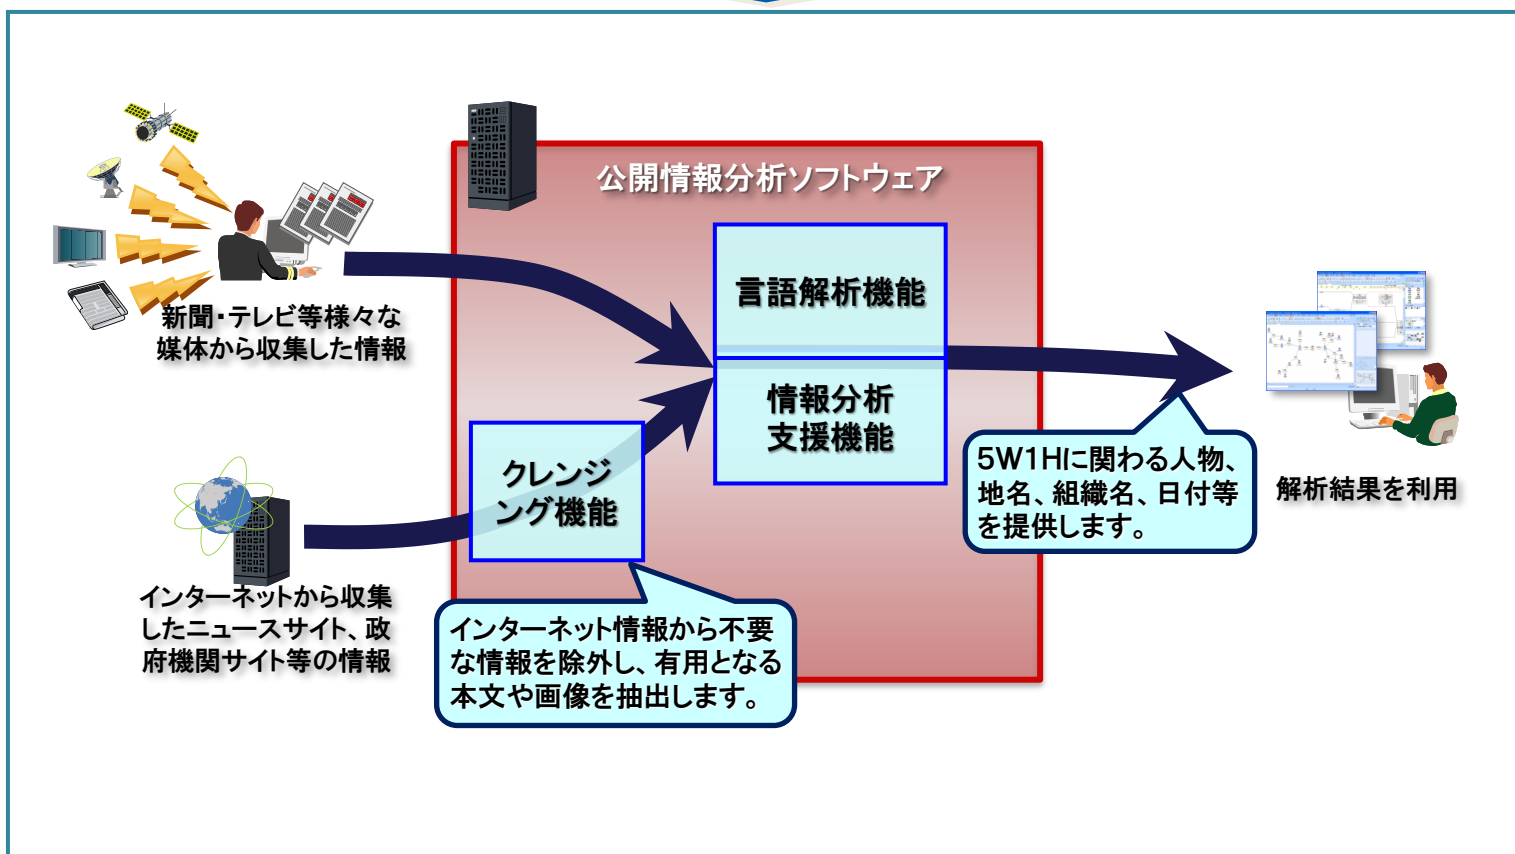 公開情報分析ソフトウェア
新聞・テレビ等様々な
媒体から収集した情報
言語解析機能
情報分析
支援機能
クレンジ
ング機能
5W1Hに関わる人物、
地名、組織名、日付等
を提供します。
解析結果を利用
インターネットから収集
したニュースサイト、政
府機関サイト等の情報
インターネット情報から不要
な情報を除外し、有用となる
本文や画像を抽出します。